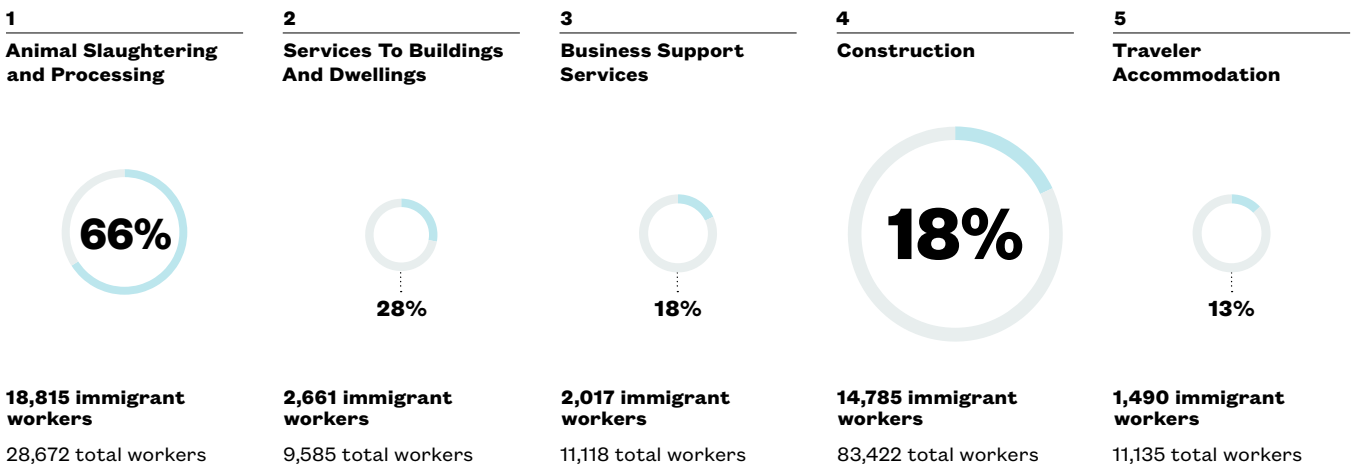 1
Animal Slaughtering
and Processing
66%
18,815 immigrant
workers
28,672 total workers
2
Services To Buildings
And Dwellings
28%
2,661 immigrant
workers
9,585 total workers
3
Business Support
Services
18%
2,017 immigrant
workers
11,118 total workers
4
Construction
18%
14,785 immigrant
workers
83,422 total workers
5
Traveler
Accommodation
13%
1,490 immigrant
workers
11,135 total workers